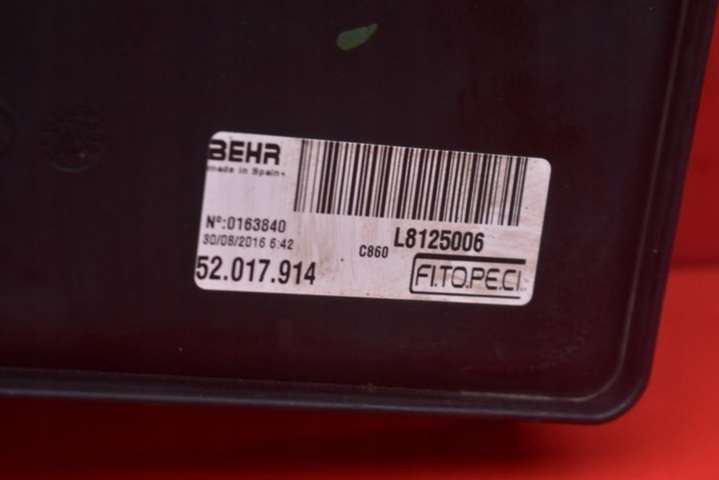 BEHR
made in Spain
Nº:0163840
30/08/2016 6:42
C860 L8125006
52.017.914
FI.TO.PE.CI.